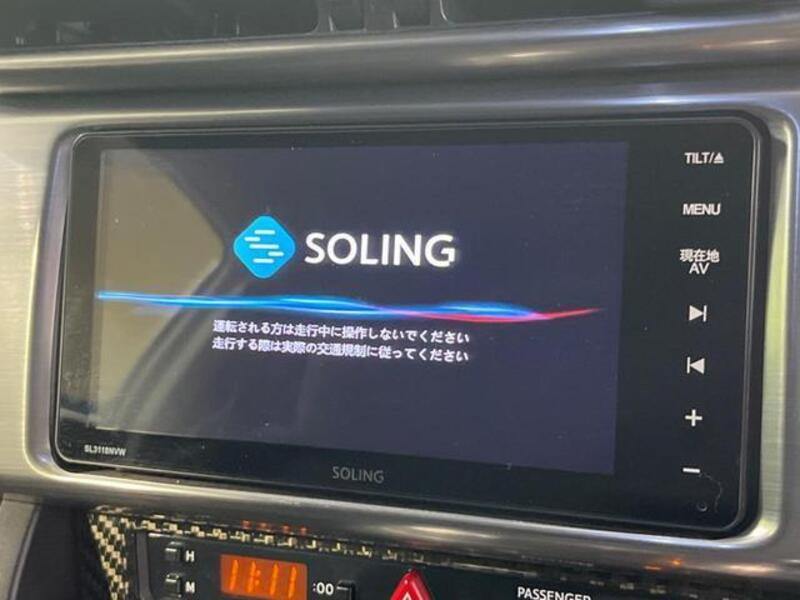 TILT/⏏
MENU
現在地
AV
SOLING
運転される方は走行中に操作しないでください
走行する際は実際の交通規制に従ってください
SL3118NVW
SOLING
H
M
11:11
:00
PASSENGER